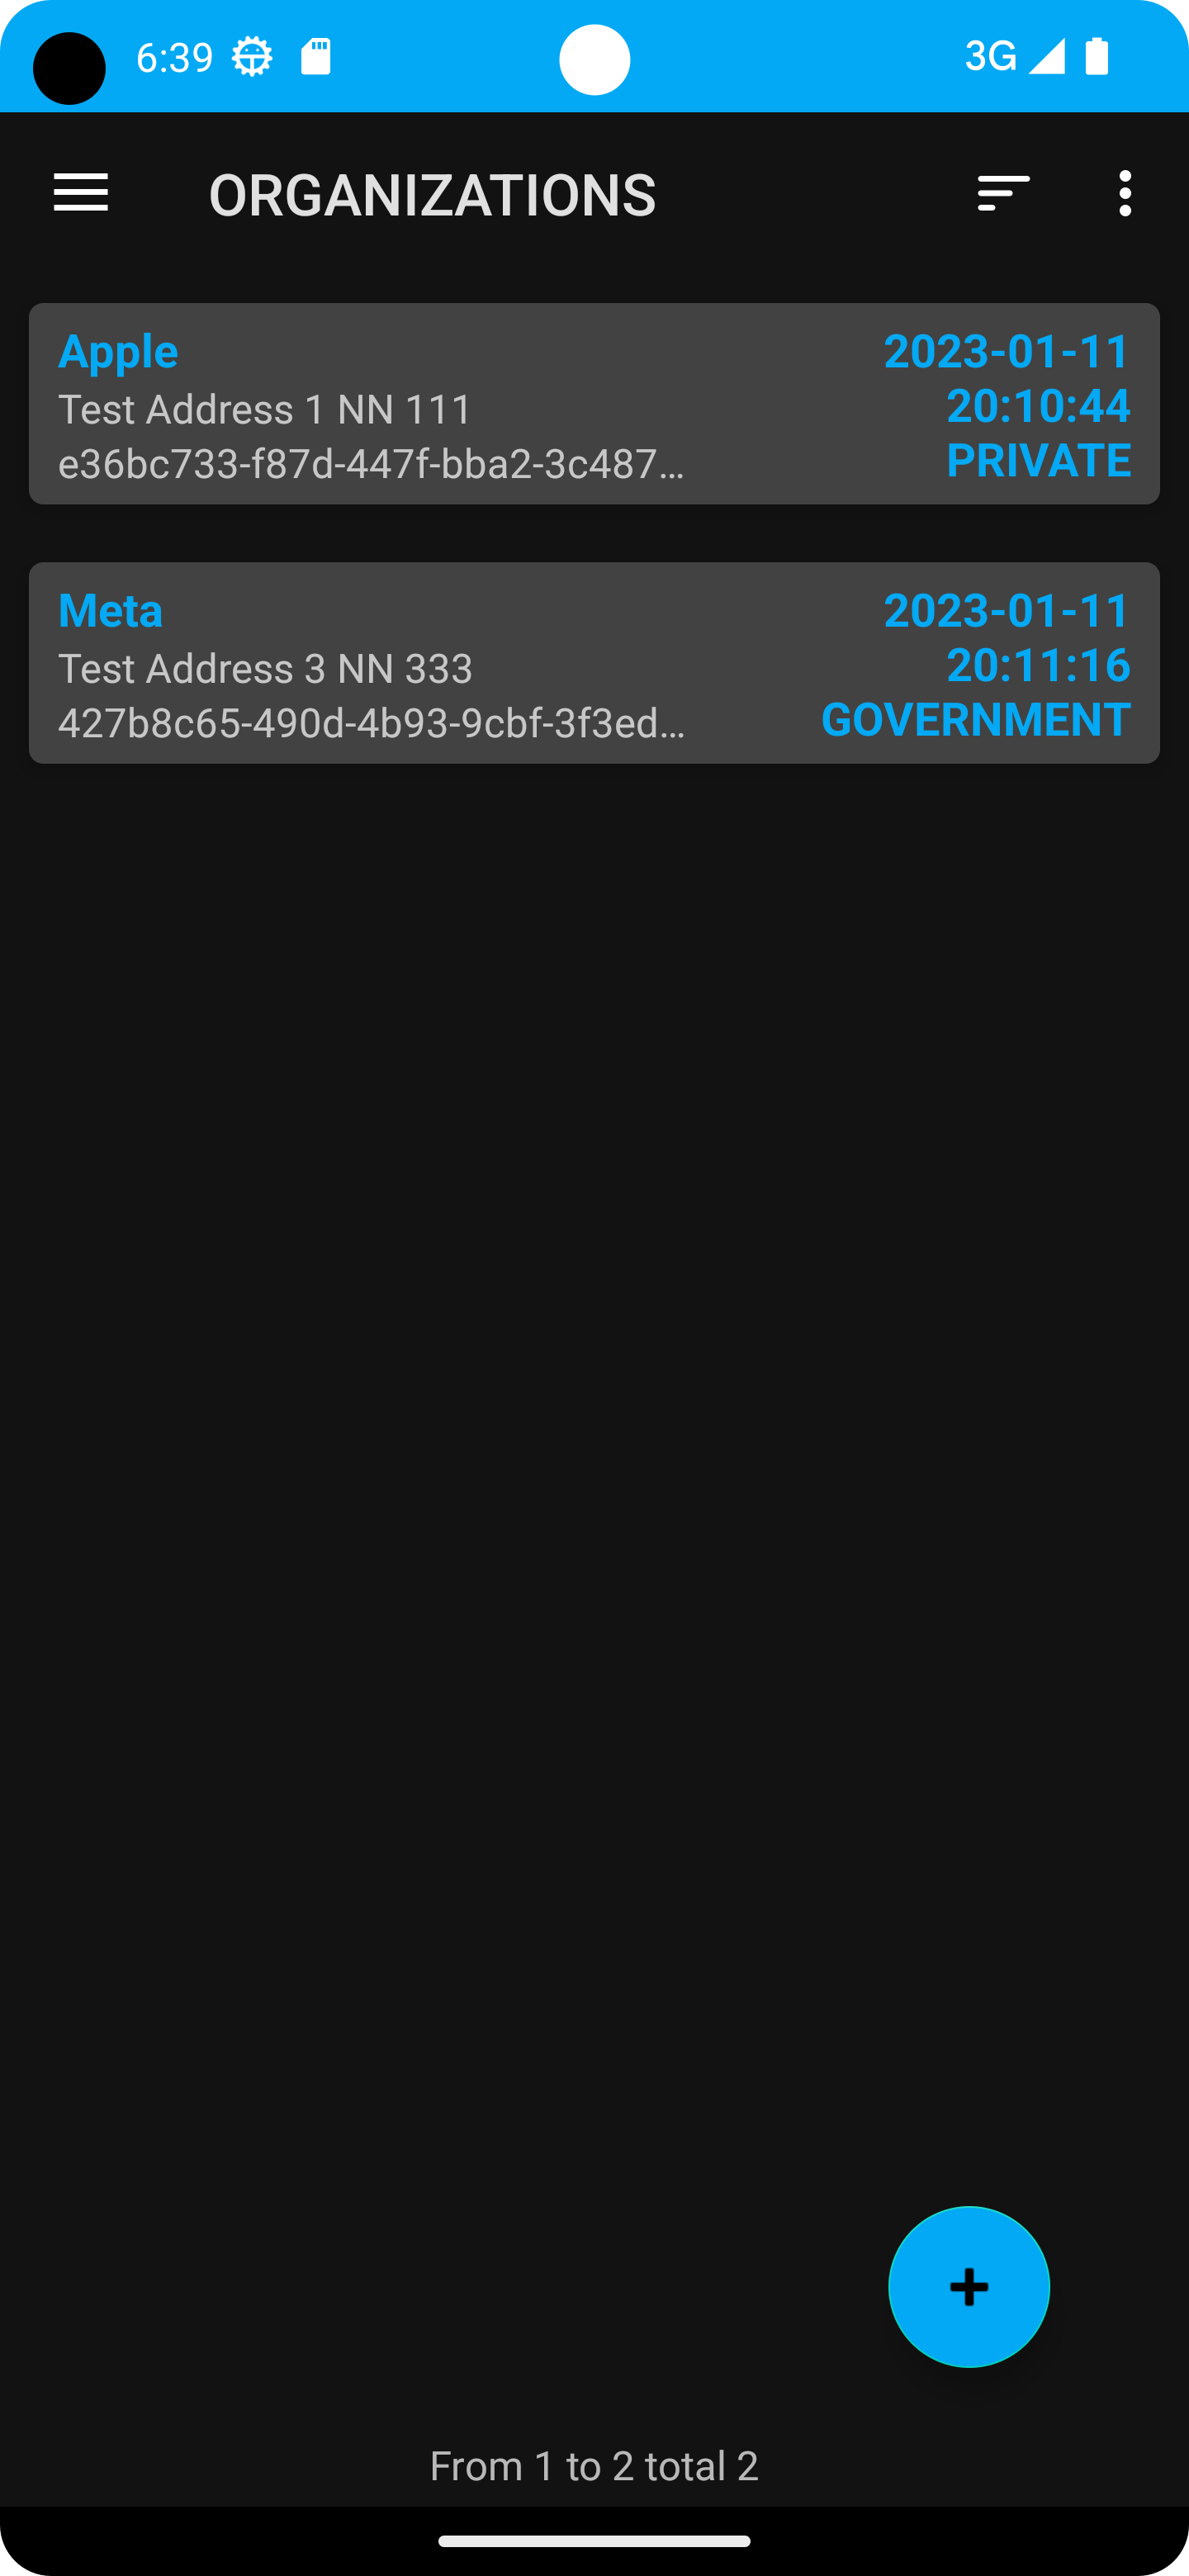 6:39 3G
ORGANIZATIONS
Apple 2023-01-11
Test Address 1 NN 111 20:10:44
e36bc733-f87d-447f-bba2-3c487... PRIVATE
Meta 2023-01-11
Test Address 3 NN 333 20:11:16
427b8c65-490d-4b93-9cbf-3f3ed... GOVERNMENT
From 1 to 2 total 2